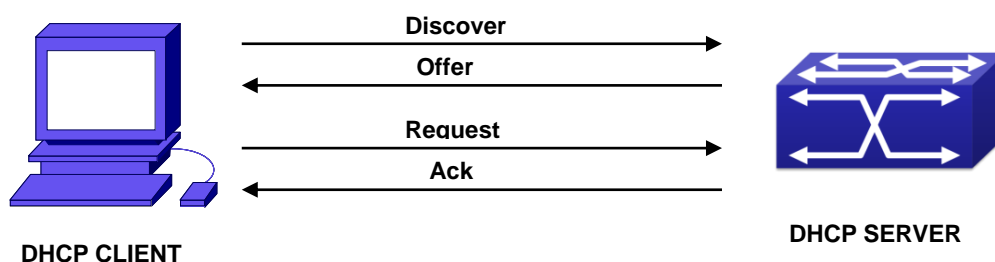 Discover
Offer
Request
Ack
DHCP CLIENT
DHCP SERVER